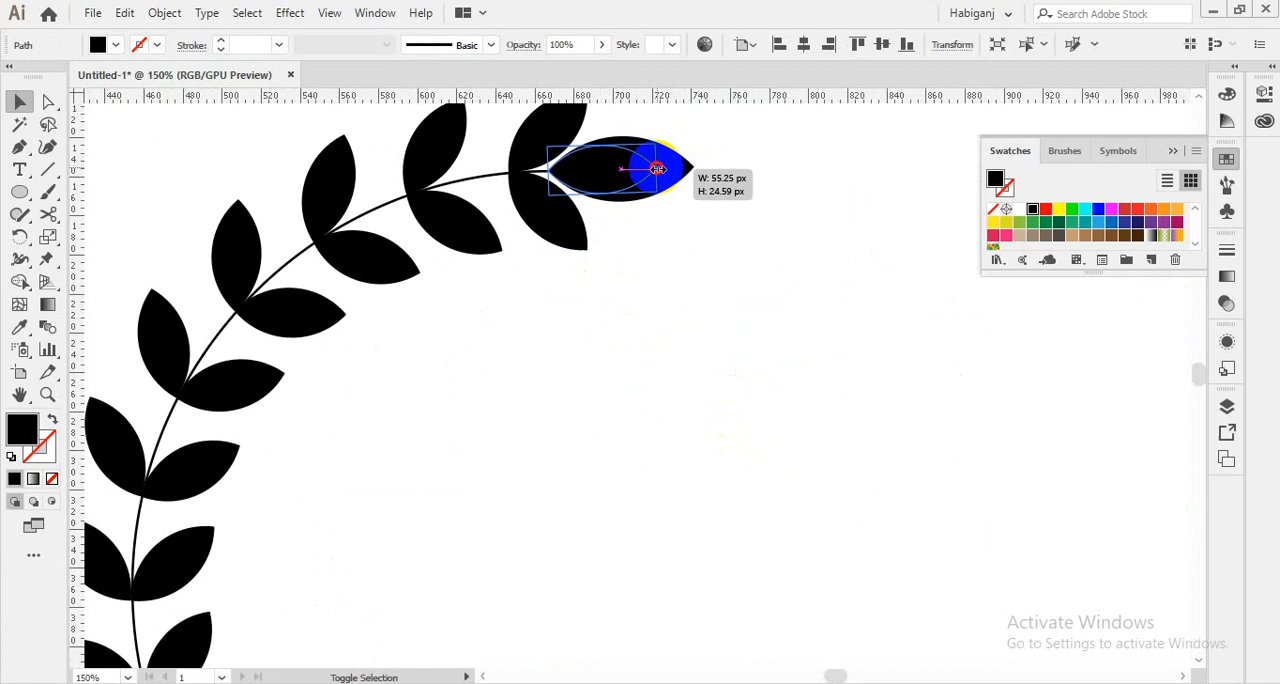 Ai File Edit Object Type Select Effect View Window Help Habiganj Search Adobe Stock
Path Stroke: Basic Opacity: 100% Style: Transform
Untitled-1* @ 150% (RGB/GPU Preview)
440 460 480 500 520 540 560 580 600 620 640 660 680 700 720 740 760 780 800 820 840 860 880 900 920 940 960 980
Swatches Brushes Symbols
W: 55.25 px
H: 24.59 px
Activate Windows
Go to Settings to activate Windows.
150% 1 Toggle Selection